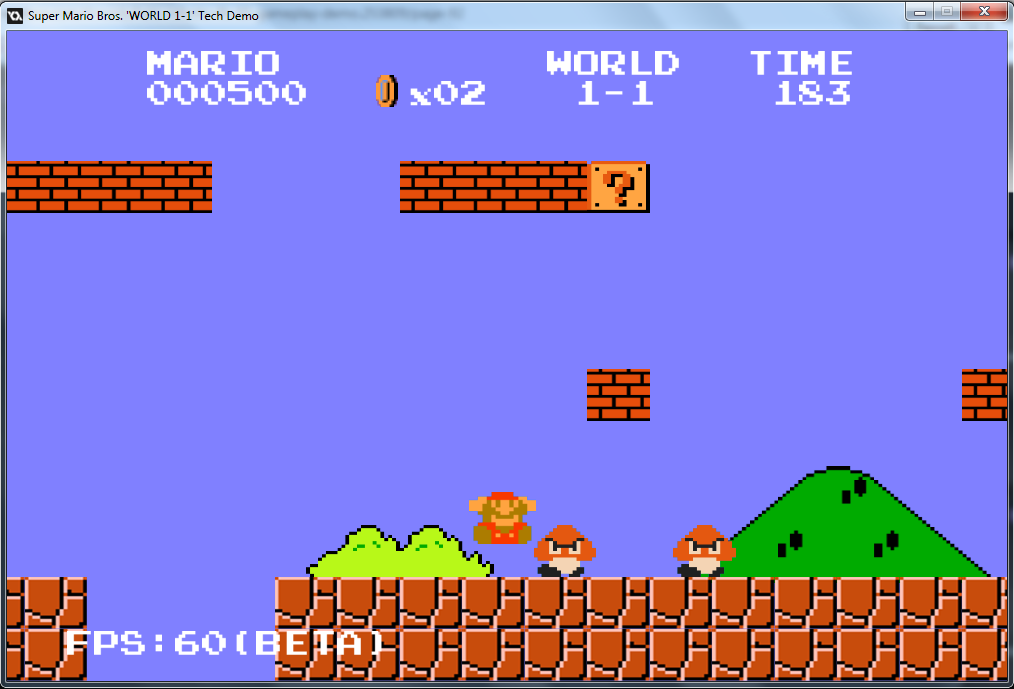 Super Mario Bros. 'WORLD 1-1' Tech Demo
MARIO WORLD TIME
000500 x02 1-1 183
?
FPS:60(BETA)